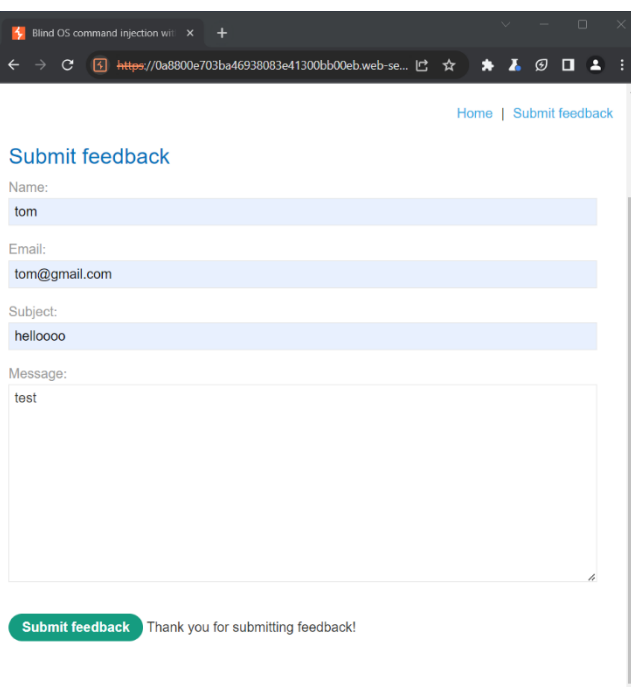 Blind OS command injection wit
https://0a8800e703ba46938083e41300bb00eb.web-se...
Home | Submit feedback
Submit feedback
Name:
tom
Email:
tom@gmail.com
Subject:
helloooo
Message:
test
Submit feedback Thank you for submitting feedback!